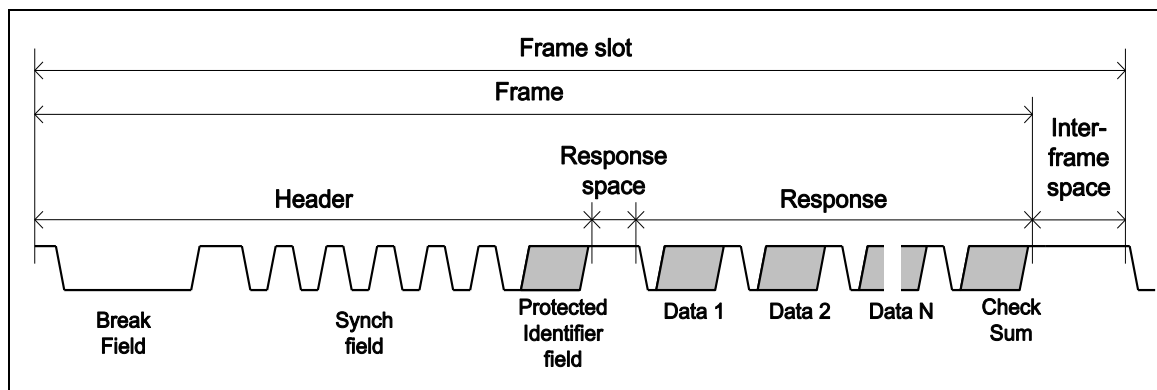 Frame slot
Frame
Inter-
frame
space
Response
space
Header
Response
Break
Field
Synch
field
Protected
Identifier
field
Data 1
Data 2
Data N
Check
Sum